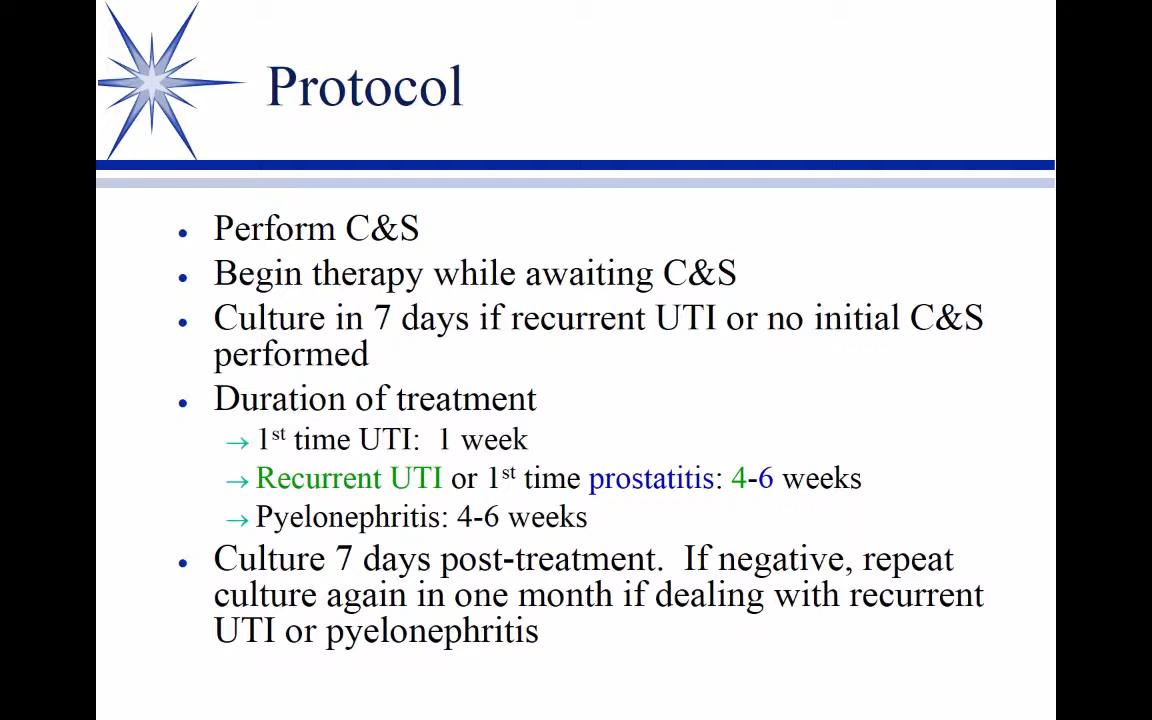 Protocol
• Perform C&S
• Begin therapy while awaiting C&S
• Culture in 7 days if recurrent UTI or no initial C&S
performed
• Duration of treatment
→ 1st time UTI: 1 week
→ Recurrent UTI or 1st time prostatitis: 4-6 weeks
→ Pyelonephritis: 4-6 weeks
• Culture 7 days post-treatment. If negative, repeat
culture again in one month if dealing with recurrent
UTI or pyelonephritis